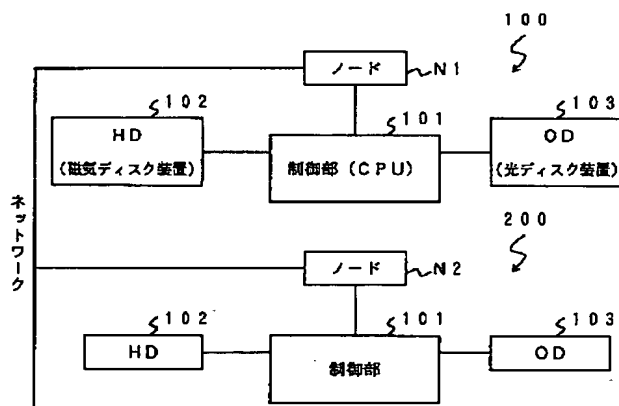 100
ノード N1
102 101 103
HD
(磁気ディスク装置)
制御部(CPU)
OD
(光ディスク装置)
ネットワーク
200
ノード N2
102 101 103
HD
制御部
OD